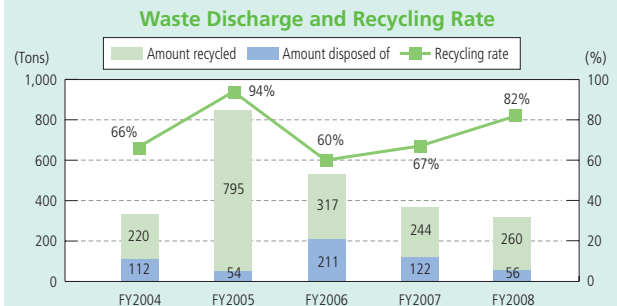 Waste Discharge and Recycling Rate
(Tons) Amount recycled Amount disposed of Recycling rate (%)
1,000 100
94%
82%
800 80
66%
60%
67%
600 60
795
400 317 40
220 244 260
200 20
112 54 211 122 56
0 0
FY2004 FY2005 FY2006 FY2007 FY2008